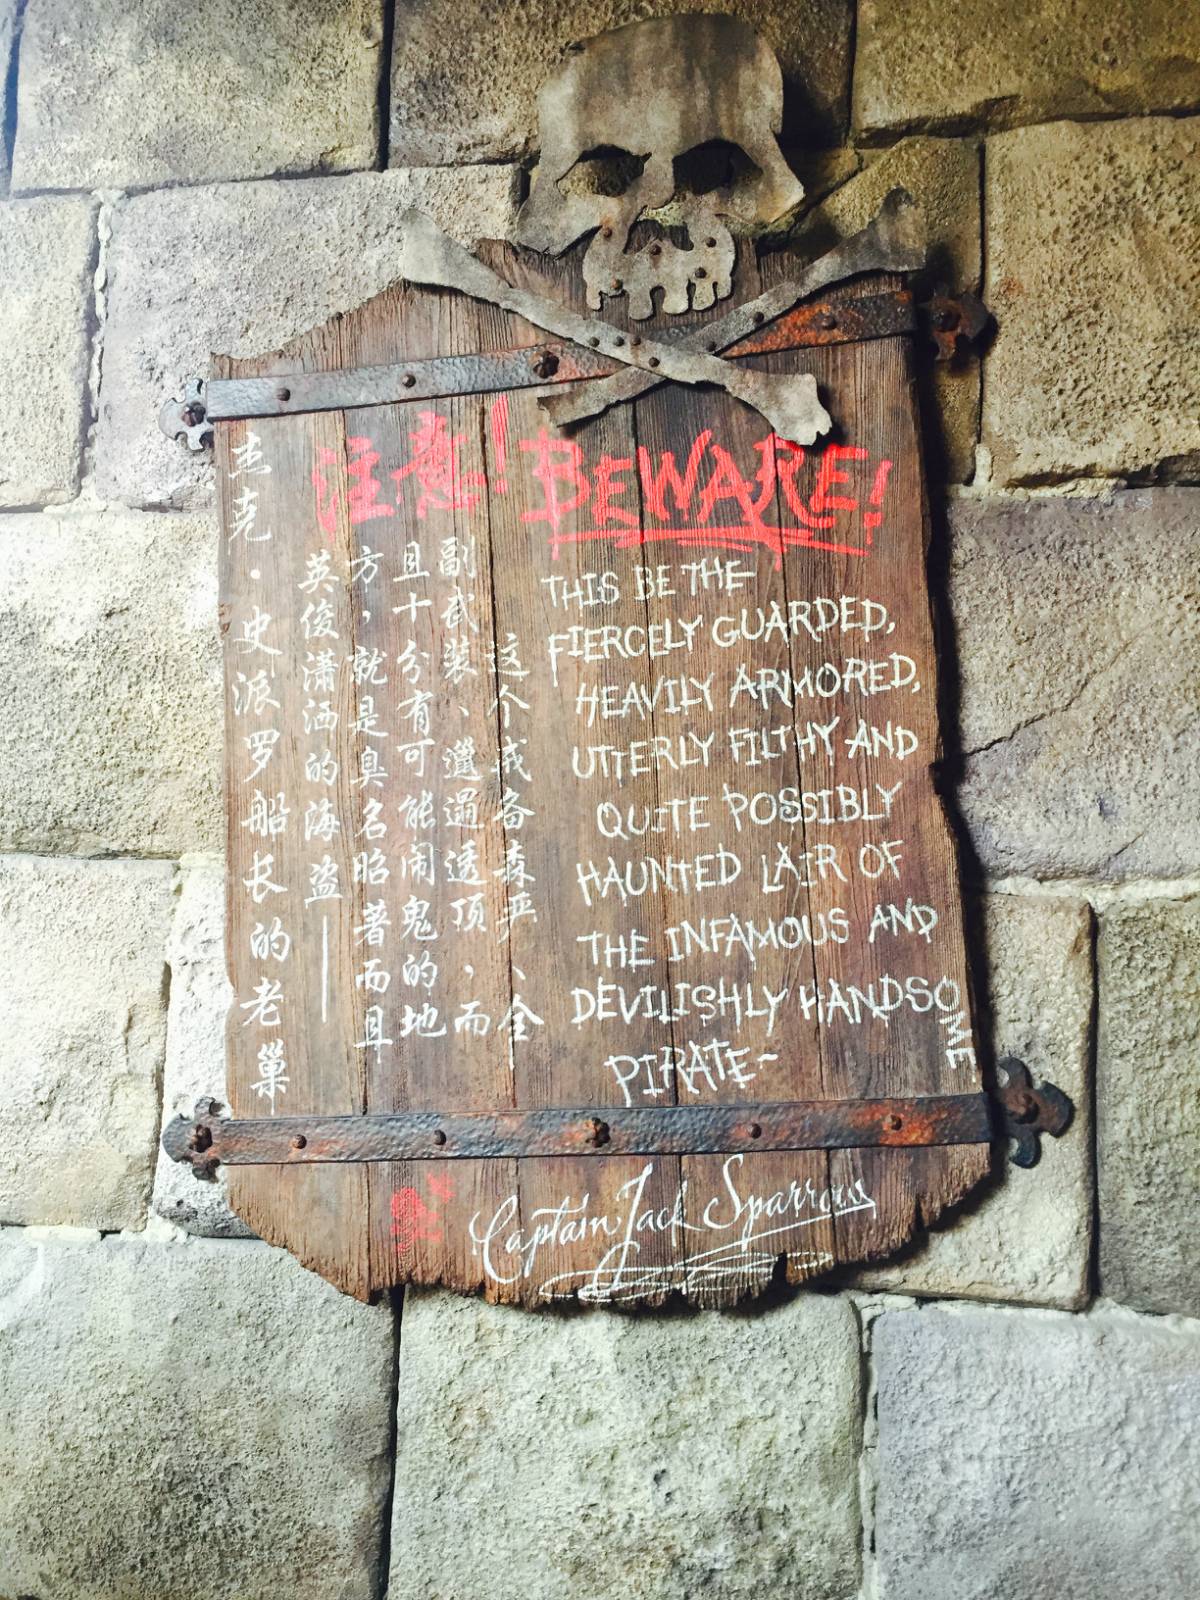 注意!
这个戒备森严、全
副武装、邋遢透顶，而
且十分有可能闹鬼的地
方，就是臭名昭著而且
英俊潇洒的海盗——
杰克·史派罗船长的老巢
BEWARE!
THIS BE THE
FIERCELY GUARDED,
HEAVILY ARMORED,
UTTERLY FILTHY AND
QUITE POSSIBLY
HAUNTED LAIR OF
THE INFAMOUS AND
DEVILISHLY HANDSOME
PIRATE~
Captain Jack Sparrow